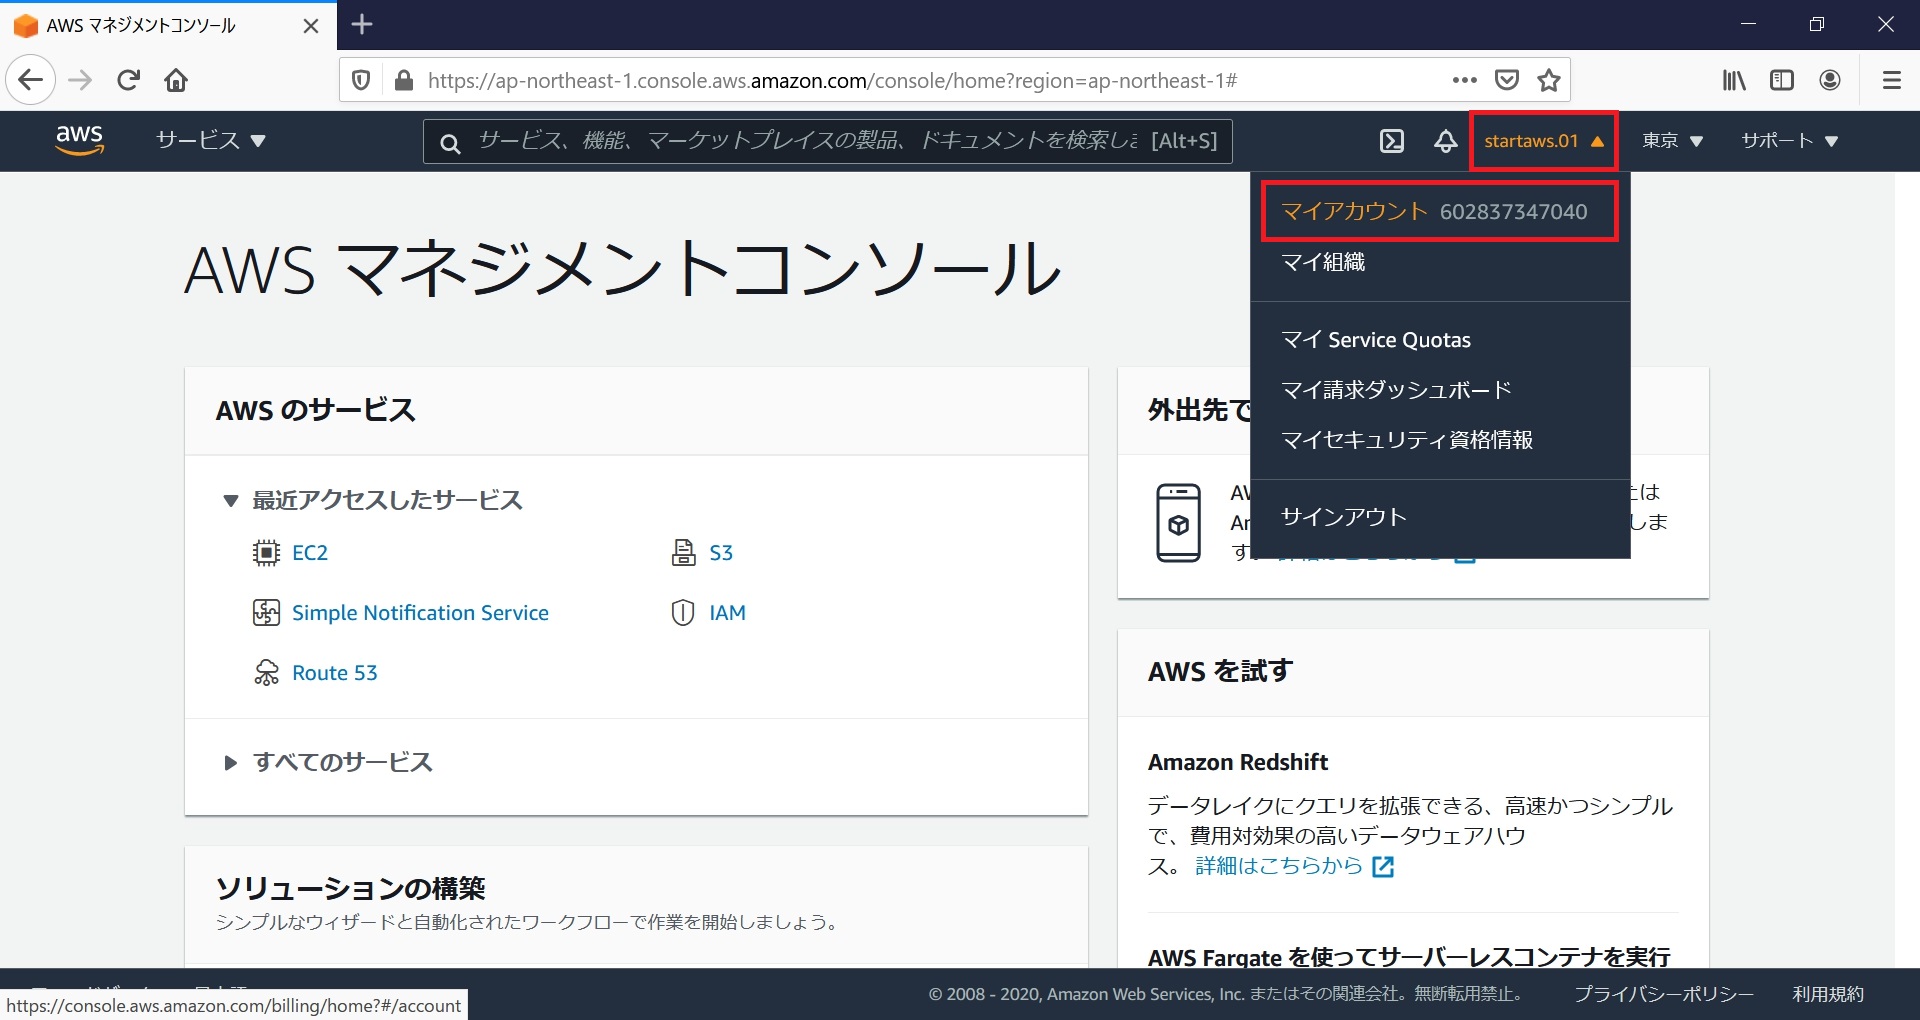 AWS マネジメントコンソール
https://ap-northeast-1.console.aws.amazon.com/console/home?region=ap-northeast-1#
aws
サービス
サービス、機能、マーケットプレイスの製品、ドキュメントを検索しま [Alt+S]
startaws.01
東京
サポート
マイアカウント 602837347040
マイ組織
マイ Service Quotas
マイ請求ダッシュボード
マイセキュリティ資格情報
サインアウト
AWS マネジメントコンソール
AWS のサービス
最近アクセスしたサービス
EC2
S3
Simple Notification Service
IAM
Route 53
すべてのサービス
ソリューションの構築
シンプルなウィザードと自動化されたワークフローで作業を開始しましょう。
外出先で
たは
しま
す。
AWS を試す
Amazon Redshift
データレイクにクエリを拡張できる、高速かつシンプル
で、費用対効果の高いデータウェアハウ
ス。 詳細はこちらから
AWS Fargate を使ってサーバーレスコンテナを実行
© 2008 - 2020, Amazon Web Services, Inc. またはその関連会社。無断転用禁止。
プライバシーポリシー
利用規約
https://console.aws.amazon.com/billing/home?#/account